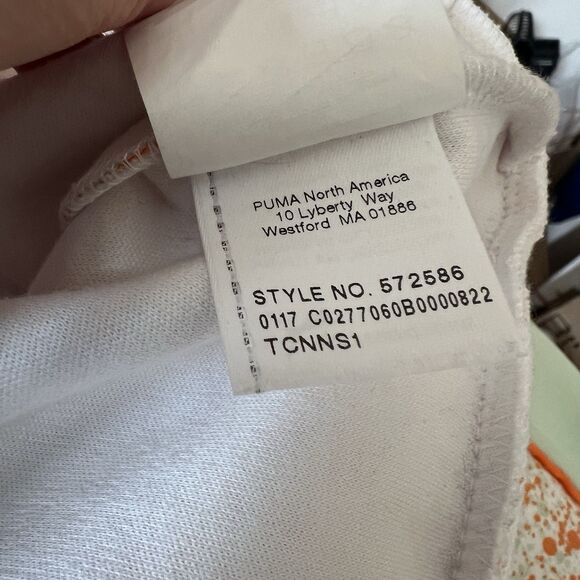 PUMA North America
10 Lyberty Way
Westford MA 01886
STYLE NO. 572586
0117 C0277060B0000822
TCNNS1